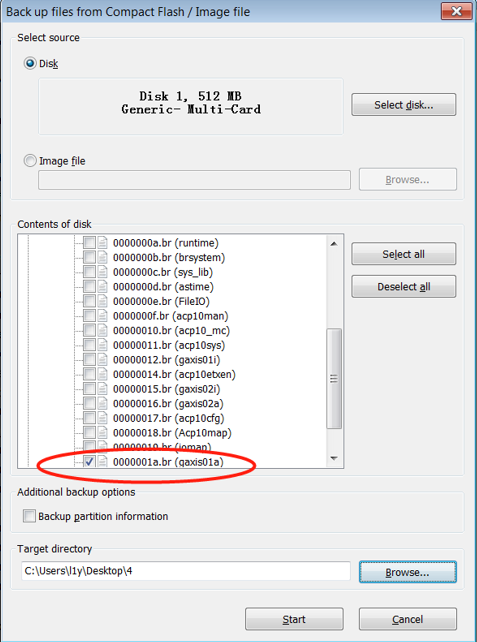 Back up files from Compact Flash / Image file
Select source
Disk
Disk 1, 512 MB
Generic- Multi-Card
Select disk...
Image file
Browse...
Contents of disk
0000000a.br (runtime)
0000000b.br (brsystem)
0000000c.br (sys_lib)
0000000d.br (astime)
0000000e.br (FileIO)
0000000f.br (acp10man)
00000010.br (acp10_mc)
00000011.br (acp10sys)
00000012.br (gaxis01i)
00000014.br (acp10etxen)
00000015.br (gaxis02i)
00000016.br (gaxis02a)
00000017.br (acp10cfg)
00000018.br (Acp10map)
00000019.br (ioman)
0000001a.br (gaxis01a)
Select all
Deselect all
Additional backup options
Backup partition information
Target directory
C:\Users\l1y\Desktop\4
Browse...
Start
Cancel